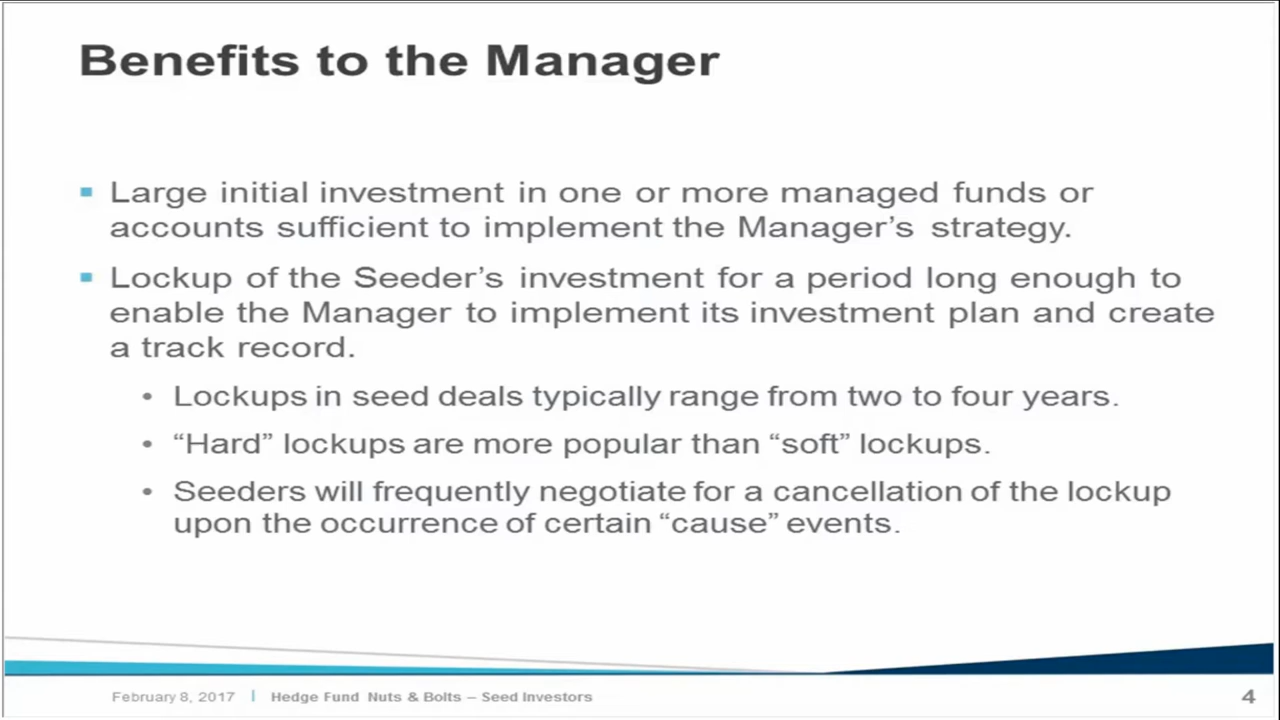 Benefits to the Manager
▪ Large initial investment in one or more managed funds or
accounts sufficient to implement the Manager’s strategy.
▪ Lockup of the Seeder’s investment for a period long enough to
enable the Manager to implement its investment plan and create
a track record.
• Lockups in seed deals typically range from two to four years.
• “Hard” lockups are more popular than “soft” lockups.
• Seeders will frequently negotiate for a cancellation of the lockup
upon the occurrence of certain “cause” events.
February 8, 2017 | Hedge Fund Nuts & Bolts – Seed Investors 4